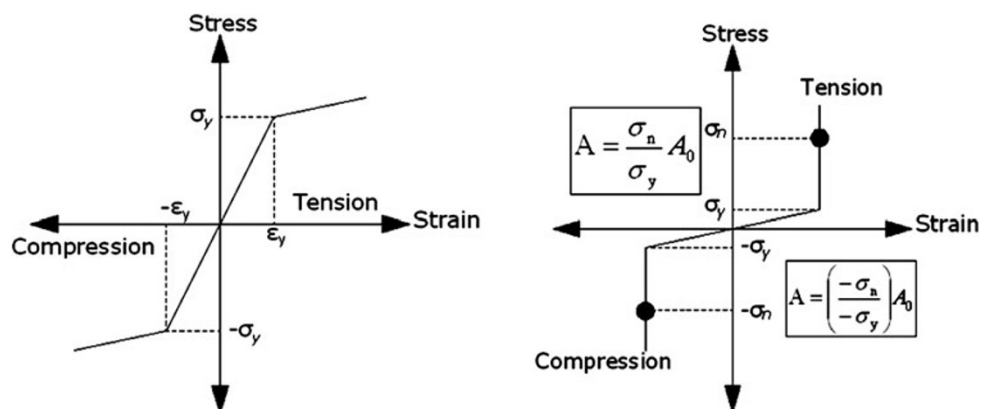 Stress
σy
-εy
Tension
Strain
Compression
εy
-σy
Stress
Tension
A = σn/σy A0
σn
σy
Strain
-σy
A = (-σn/-σy) A0
-σn
Compression